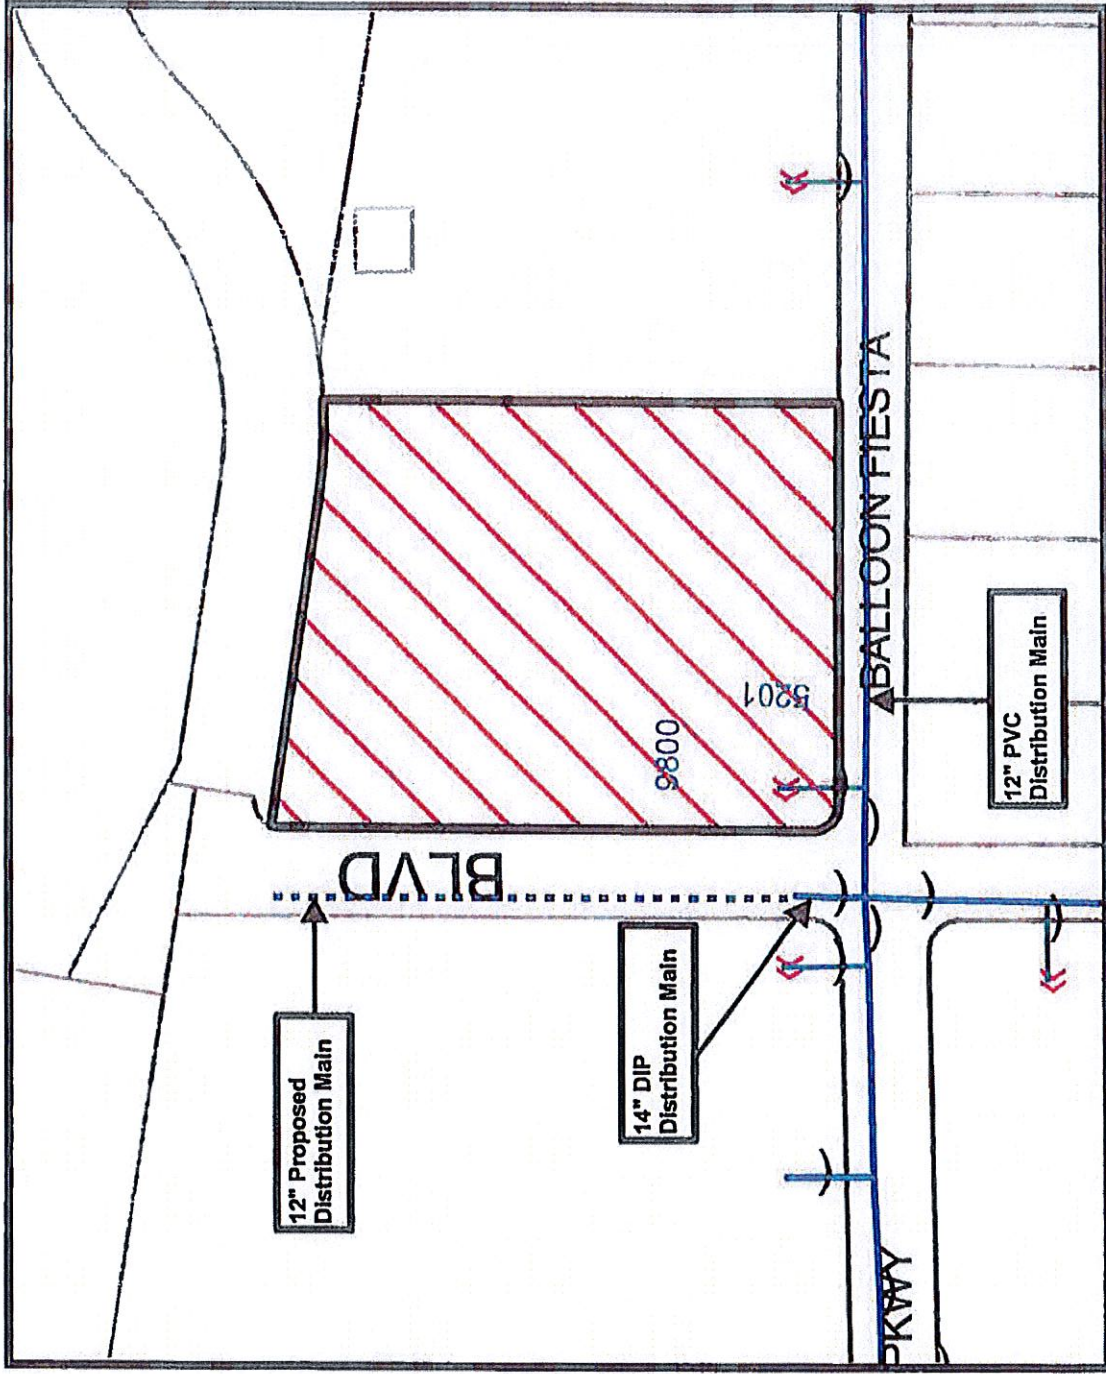 12" Proposed
Distribution Main
14" DIP
Distribution Main
12" PVC
Distribution Main
BLVD
9800
5201
PKWY
BALLOON FIESTA